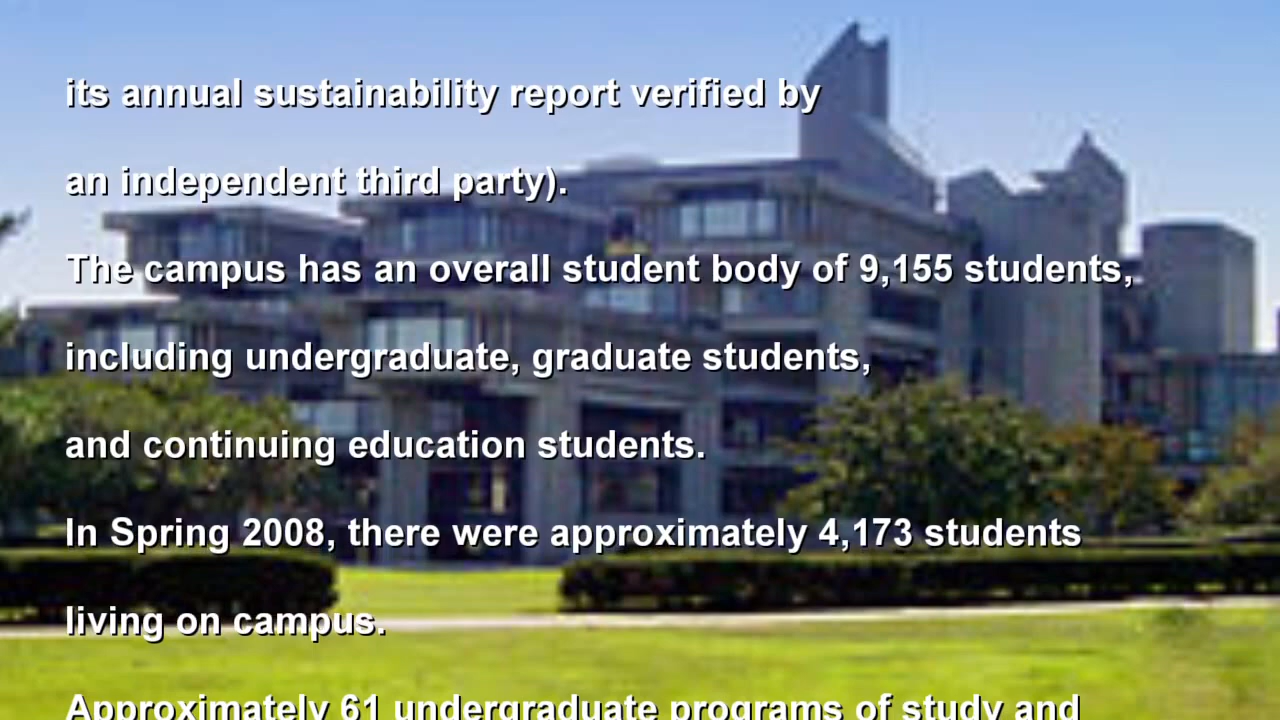 its annual sustainability report verified by
an independent third party).
The campus has an overall student body of 9,155 students,
including undergraduate, graduate students,
and continuing education students.
In Spring 2008, there were approximately 4,173 students
living on campus.
Approximately 61 undergraduate programs of study and